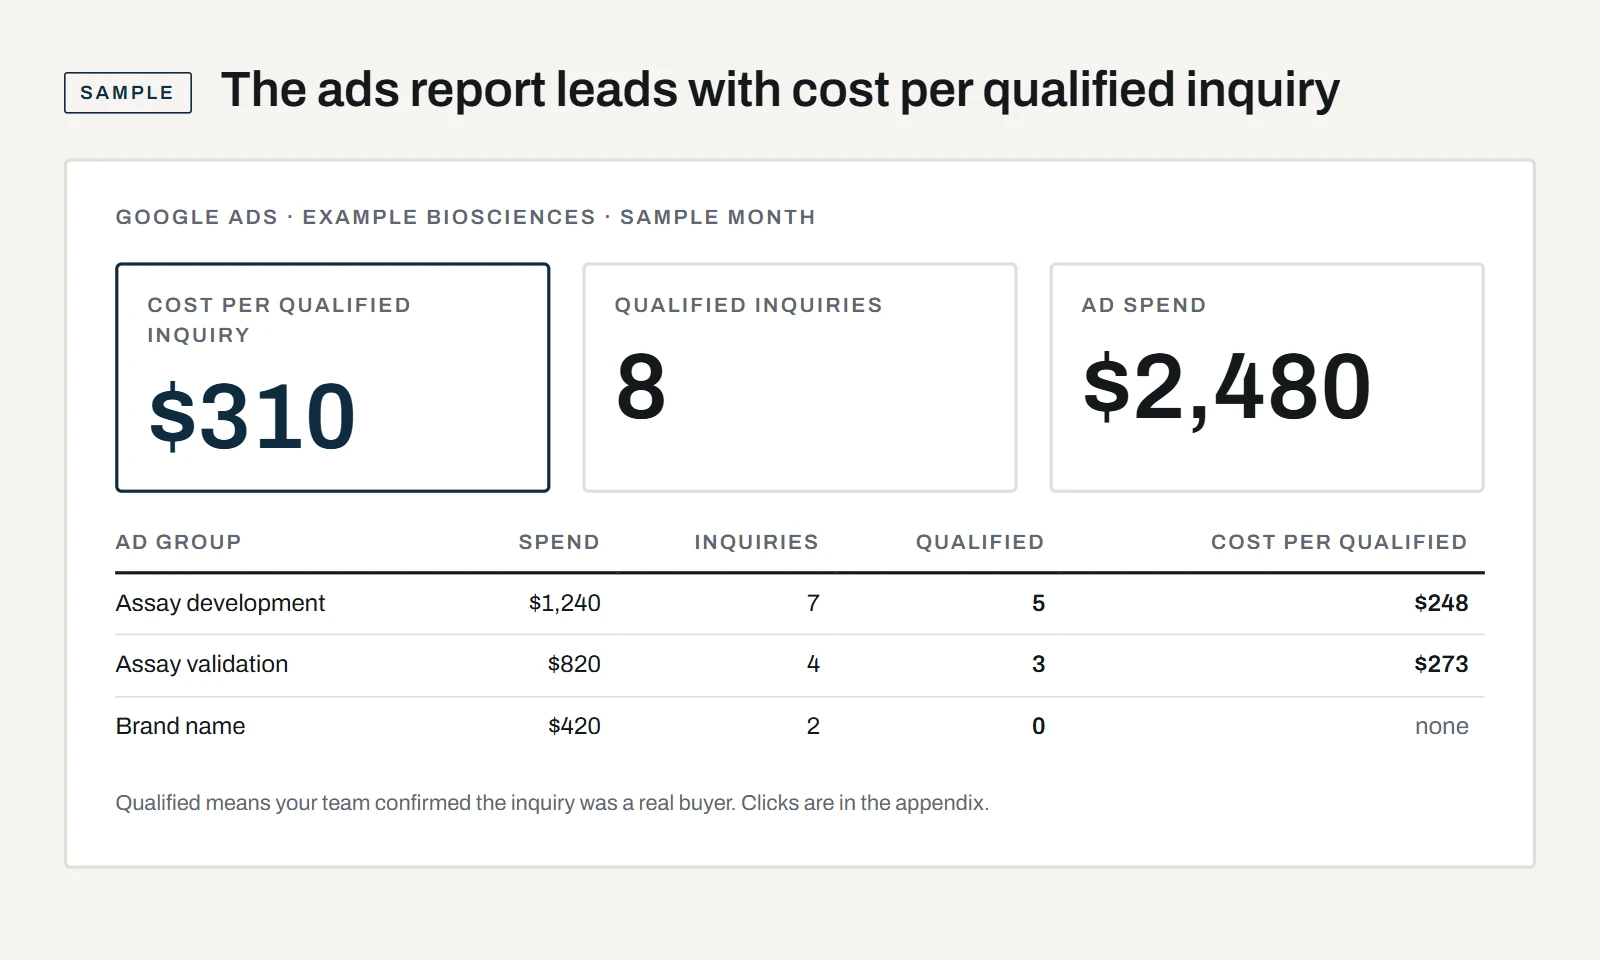 SAMPLE
The ads report leads with cost per qualified inquiry
GOOGLE ADS · EXAMPLE BIOSCIENCES · SAMPLE MONTH
COST PER QUALIFIED
INQUIRY
$310
QUALIFIED INQUIRIES
8
AD SPEND
$2,480
AD GROUP SPEND INQUIRIES QUALIFIED COST PER QUALIFIED
Assay development $1,240 7 5 $248
Assay validation $820 4 3 $273
Brand name $420 2 0 none
Qualified means your team confirmed the inquiry was a real buyer. Clicks are in the appendix.